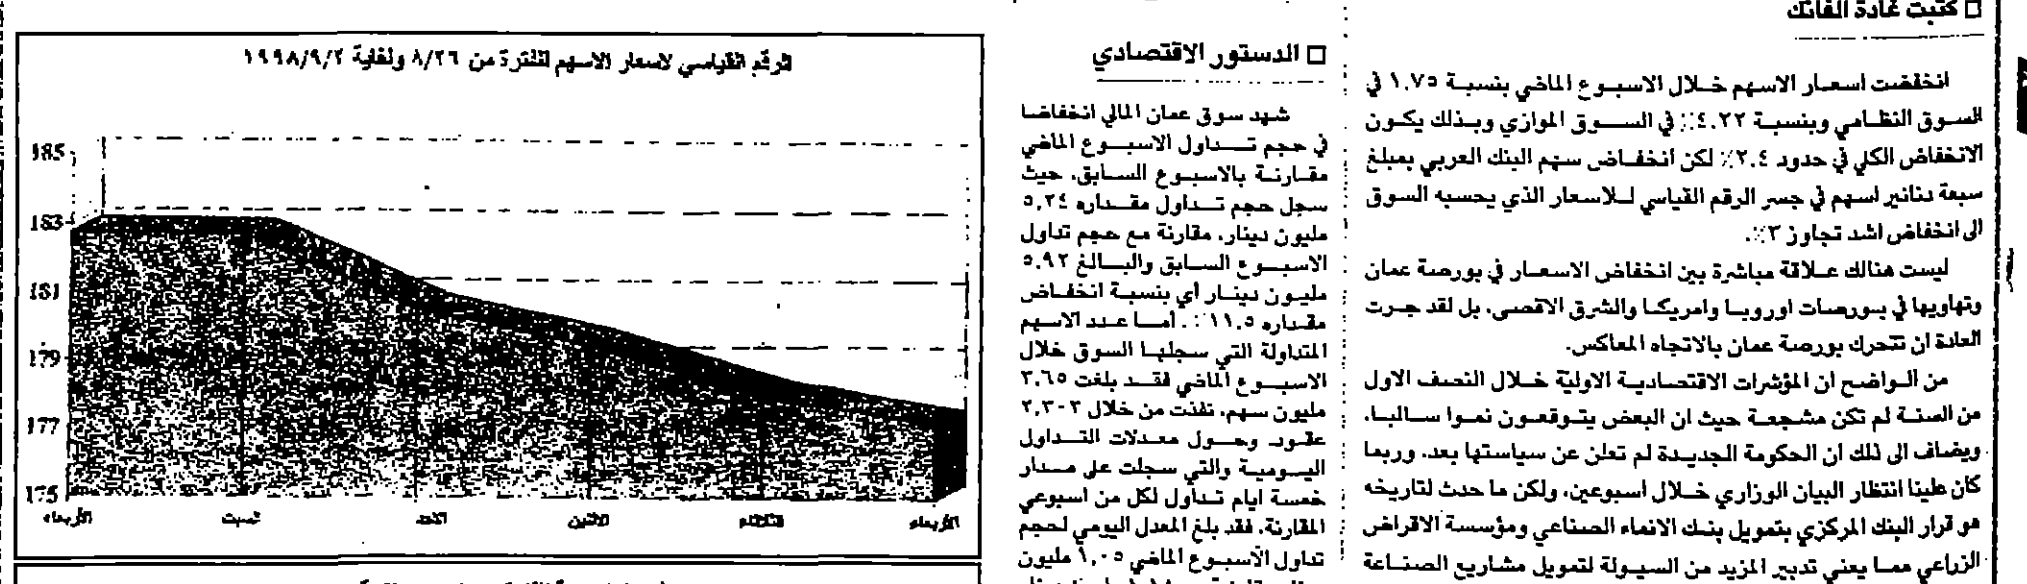 □ كتبت غادة الفانك
انخفضت اسعار الاسهم خلال الاسبوع الماضي بنسبة ١,٧٥ في
السوق النظامي وبنسبة ٤,٢٢٪ في السوق الموازي وبذلك يكون
الانخفاض الكلي في حدود ٢,٤٪ لكن انخفاض سهم البنك العربي بمبلغ
سبعة دنانير اسهم في جسر الرقم القياسي للاسعار الذي يحسبه السوق
الى انخفاض اشد تجاوز ٣٪.
ليست هنالك علاقة مباشرة بين انخفاض الاسعار في بورصة عمان
وتهاويها في بورصات اوروبا وامريكا والشرق الاقصى، بل لقد جرت
العادة ان تتحرك بورصة عمان بالاتجاه المعاكس.
من الواضح ان المؤشرات الاقتصادية الاولية خلال النصف الاول
من السنة لم تكن مشجعة حيث ان البعض يتوقعون نموا سالبا،
ويضاف الى ذلك ان الحكومة الجديدة لم تعلن عن سياستها بعد، وربما
كان علينا انتظار البيان الوزاري خلال اسبوعين، ولكن ما حدث لتاريخه
هو قرار البنك المركزي بتمويل بنك الانماء الصناعي ومؤسسة الاقراض
الزراعي مما يعني تدبير المزيد من السيولة لتمويل مشاريع الصناعة
□ الدستور الاقتصادي
شهد سوق عمان المالي انخفاضا
في حجم تداول الاسبوع الماضي
مقارنة بالاسبوع السابق، حيث
سجل حجم تداول مقداره ٥,٢٤
مليون دينار، مقارنة مع حجم تداول
الاسبوع السابق والبالغ ٥,٩٢
مليون دينار أي بنسبة انخفاض
مقداره ١١,٥٪. أما عدد الاسهم
المتداولة التي سجلها السوق خلال
الاسبوع الماضي فقد بلغت ٣,٦٥
مليون سهم، نفذت من خلال ٣,٣٠٣
عقود وحول معدلات التداول
اليومية والتي سجلت على مدار
خمسة ايام تداول لكل من اسبوعي
المقارنة، فقد بلغ المعدل اليومي لحجم
تداول الأسبوع الماضي ١,٠٥ مليون
الرقم القياسي لاسعار الاسهم للفترة من ٨/٢٦ ولغاية ١٩٩٨/٩/٢
185
183
181
179
177
175
الأربعاء
السبت
الأحد
الاثنين
الثلاثاء
الأربعاء